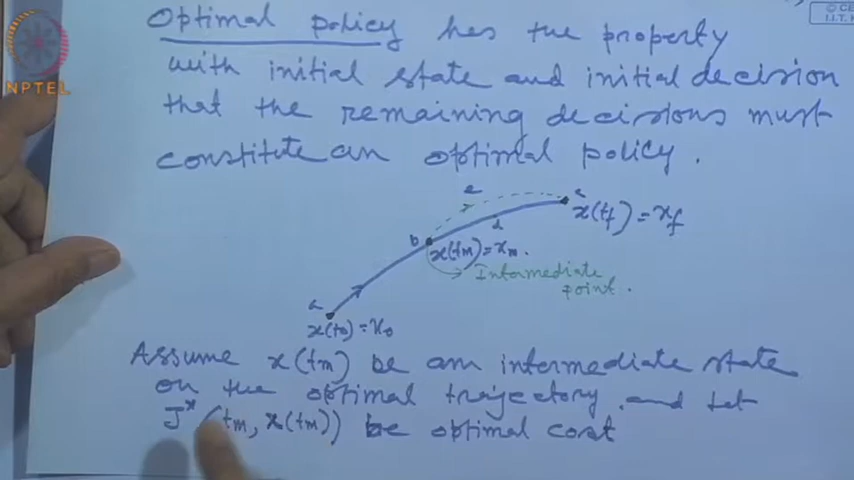 © CE
I.I.T. K
NPTEL
Optimal policy has the property
with initial state and initial decision
that the remaining decisions must
constitute an optimal policy.
e c
x(tf) = xf
d
b x(tm) = xm.
Intermediate
point.
a
x(t0) = x0
Assume x(tm) be an intermediate state
on the optimal trajectory. and let
J*(tm, x(tm)) be optimal cost